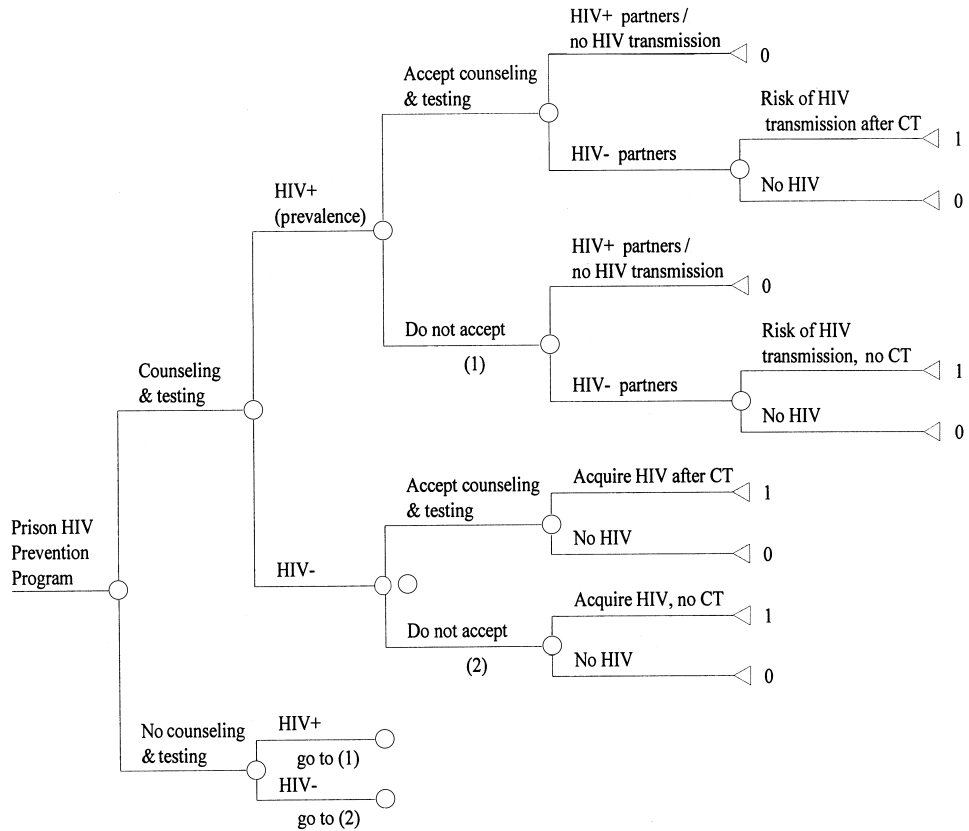 HIV+ partners /
no HIV transmission
0
Accept counseling
& testing
Risk of HIV
transmission after CT
1
HIV- partners
No HIV
0
HIV+
(prevalence)
HIV+ partners /
no HIV transmission
0
Do not accept
(1)
Risk of HIV
transmission, no CT
1
HIV- partners
No HIV
0
Counseling
& testing
Accept counseling
& testing
Acquire HIV after CT
1
No HIV
0
Prison HIV
Prevention
Program
HIV-
Acquire HIV, no CT
1
Do not accept
(2)
No HIV
0
No counseling
& testing
HIV+
go to (1)
HIV-
go to (2)